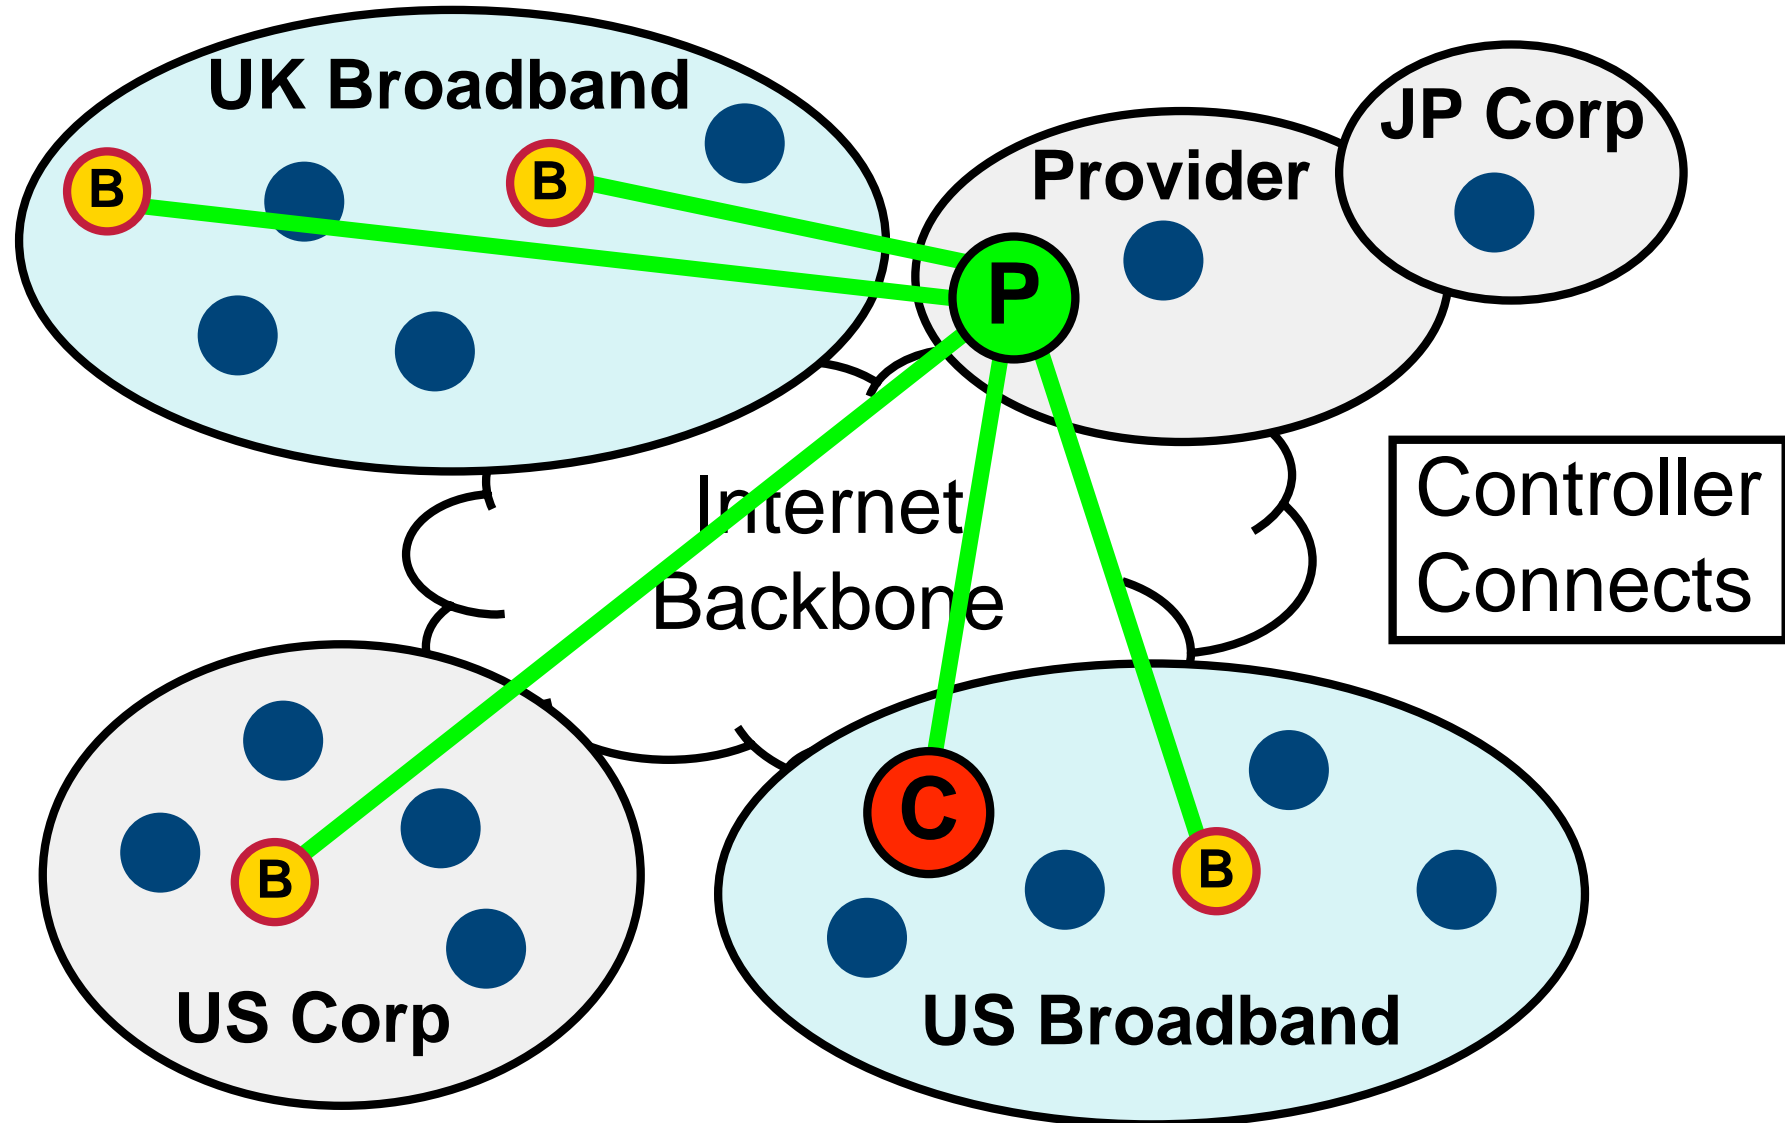 UK Broadband
JP Corp
Provider
B
B
P
Internet
Backbone
Controller
Connects
C
B
B
US Corp
US Broadband